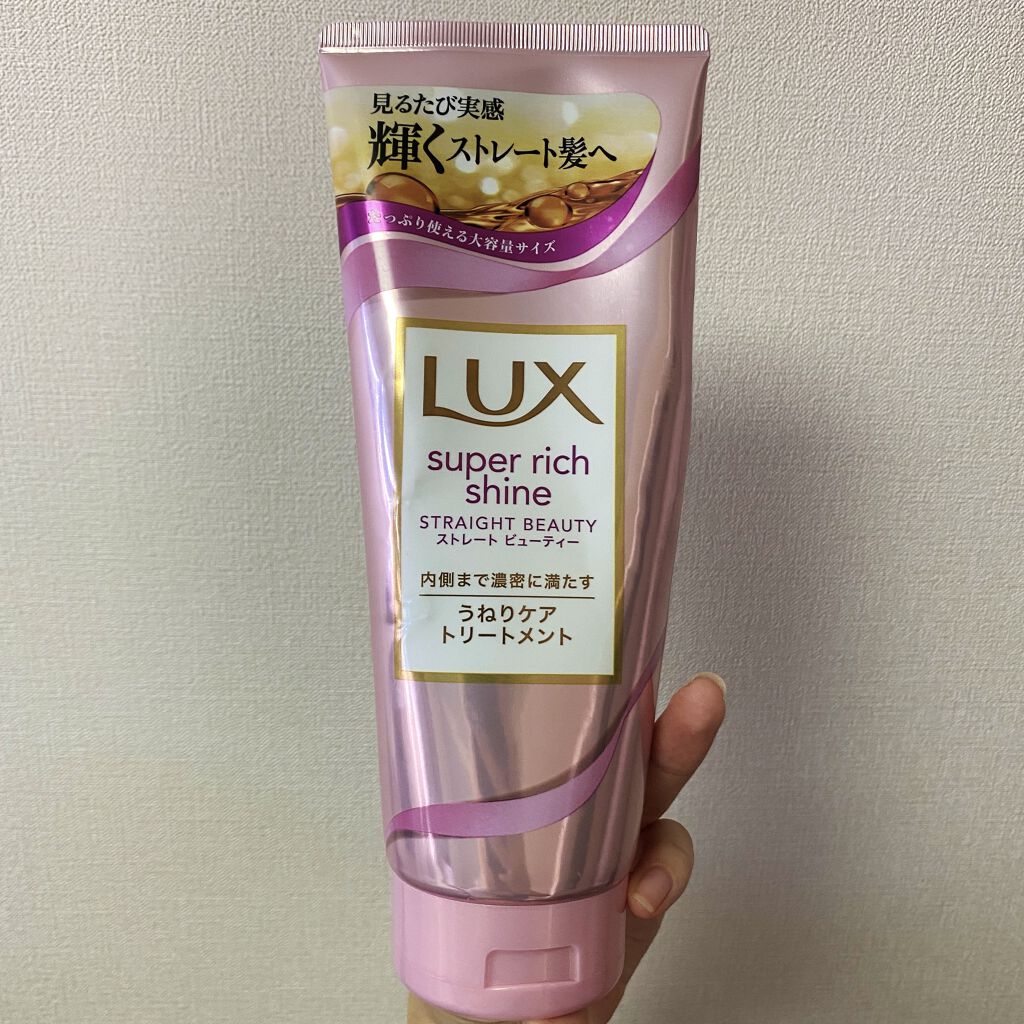 見るたび実感
輝くストレート髪へ
たっぷり使える大容量サイズ
LUX
super rich
shine
STRAIGHT BEAUTY
ストレート ビューティー
内側まで濃密に満たす
うねりケア
トリートメント